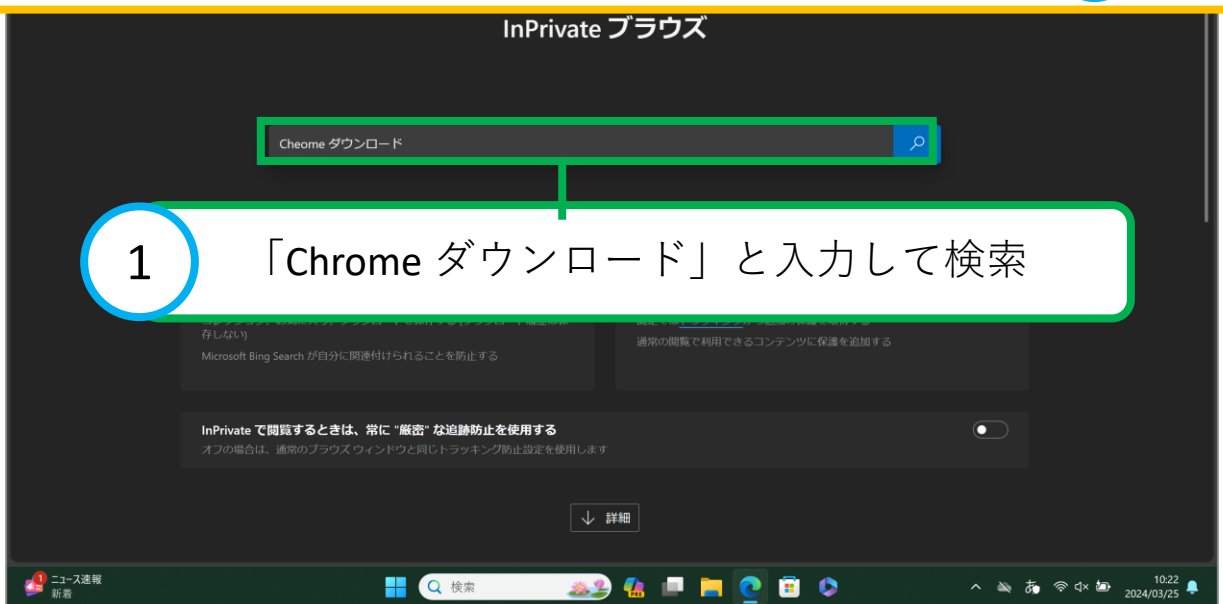 InPrivate ブラウズ
Cheome ダウンロード
1
「Chrome ダウンロード」と入力して検索
存しない)
Microsoft Bing Search が自分に関連付けられることを防止する
通常の閲覧で利用できるコンテンツに保護を追加する
InPrivate で閲覧するときは、常に "厳密" な追跡防止を使用する
オフの場合は、通常のブラウズ ウィンドウと同じトラッキング防止設定を使用します
詳細
1
ニュース速報
新着
検索
PRE
あ
10:22
2024/03/25